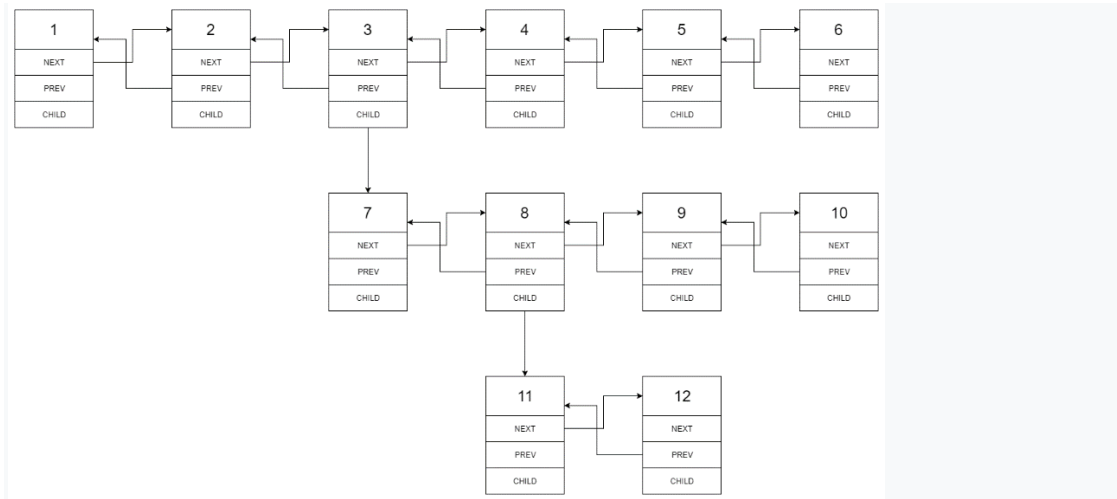 1 2 3 4 5 6
NEXT NEXT NEXT NEXT NEXT NEXT
PREV PREV PREV PREV PREV PREV
CHILD CHILD CHILD CHILD CHILD CHILD
7 8 9 10
NEXT NEXT NEXT NEXT
PREV PREV PREV PREV
CHILD CHILD CHILD CHILD
11 12
NEXT NEXT
PREV PREV
CHILD CHILD